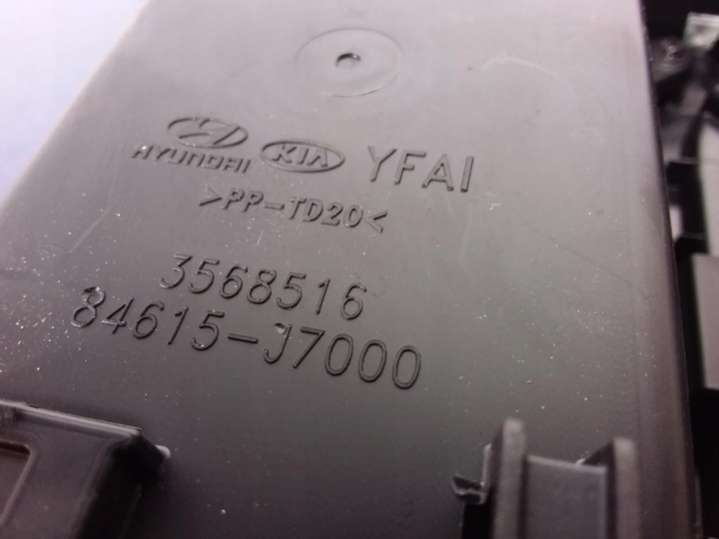 HYUNDAI KIA YFAI
>PP-TD20<
3568516
84615-J7000